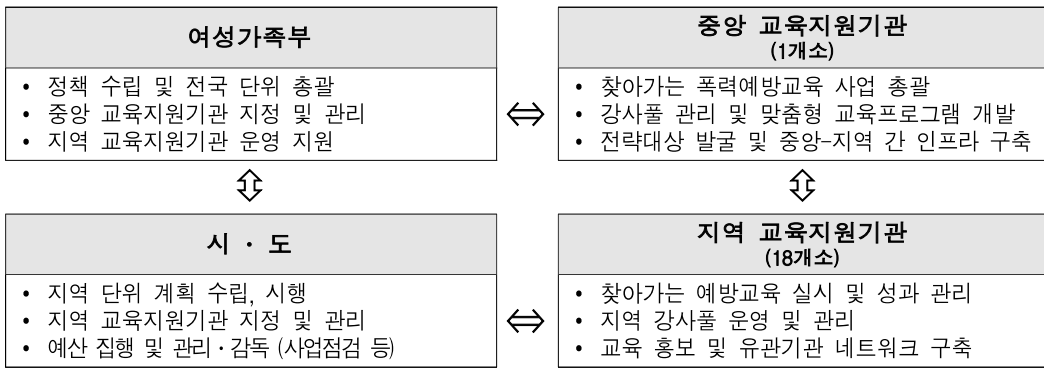 여성가족부
• 정책 수립 및 전국 단위 총괄
• 중앙 교육지원기관 지정 및 관리
• 지역 교육지원기관 운영 지원
중앙 교육지원기관
(1개소)
• 찾아가는 폭력예방교육 사업 총괄
• 강사풀 관리 및 맞춤형 교육프로그램 개발
• 전략대상 발굴 및 중앙-지역 간 인프라 구축
시 · 도
• 지역 단위 계획 수립, 시행
• 지역 교육지원기관 지정 및 관리
• 예산 집행 및 관리·감독 (사업점검 등)
지역 교육지원기관
(18개소)
• 찾아가는 예방교육 실시 및 성과 관리
• 지역 강사풀 운영 및 관리
• 교육 홍보 및 유관기관 네트워크 구축